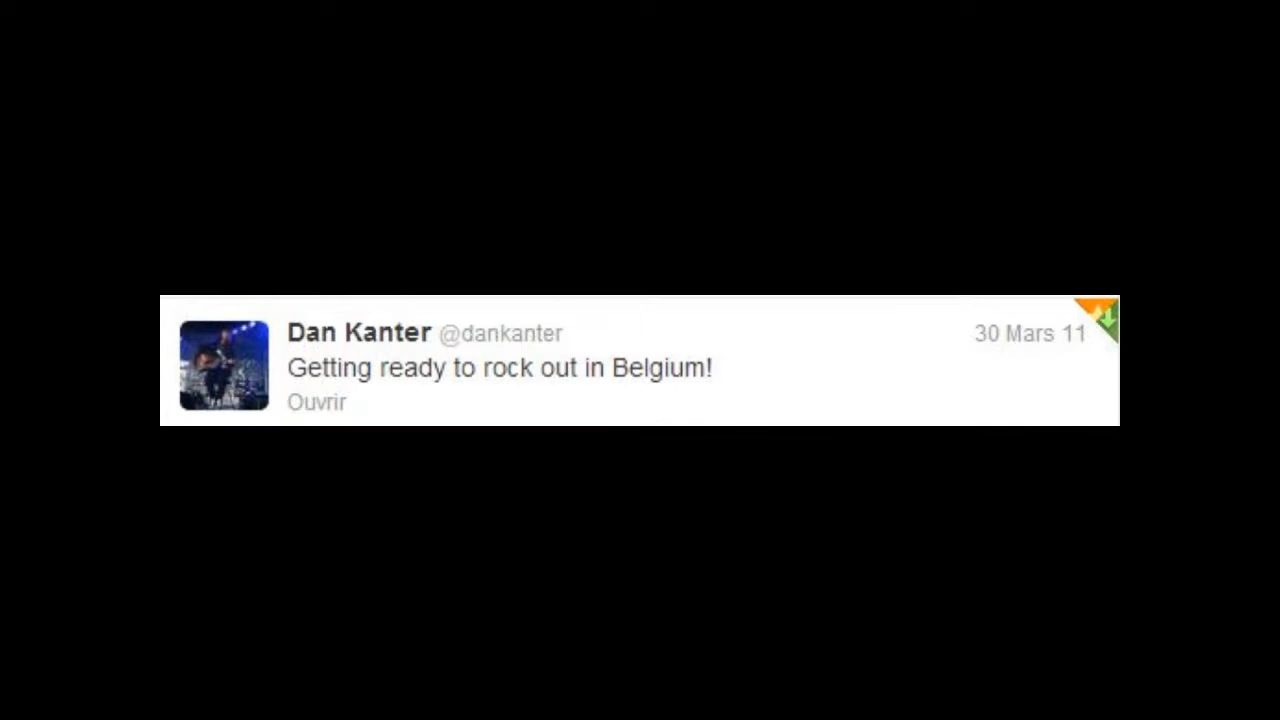 Dan Kanter @dankanter 30 Mars 11
Getting ready to rock out in Belgium!
Ouvrir